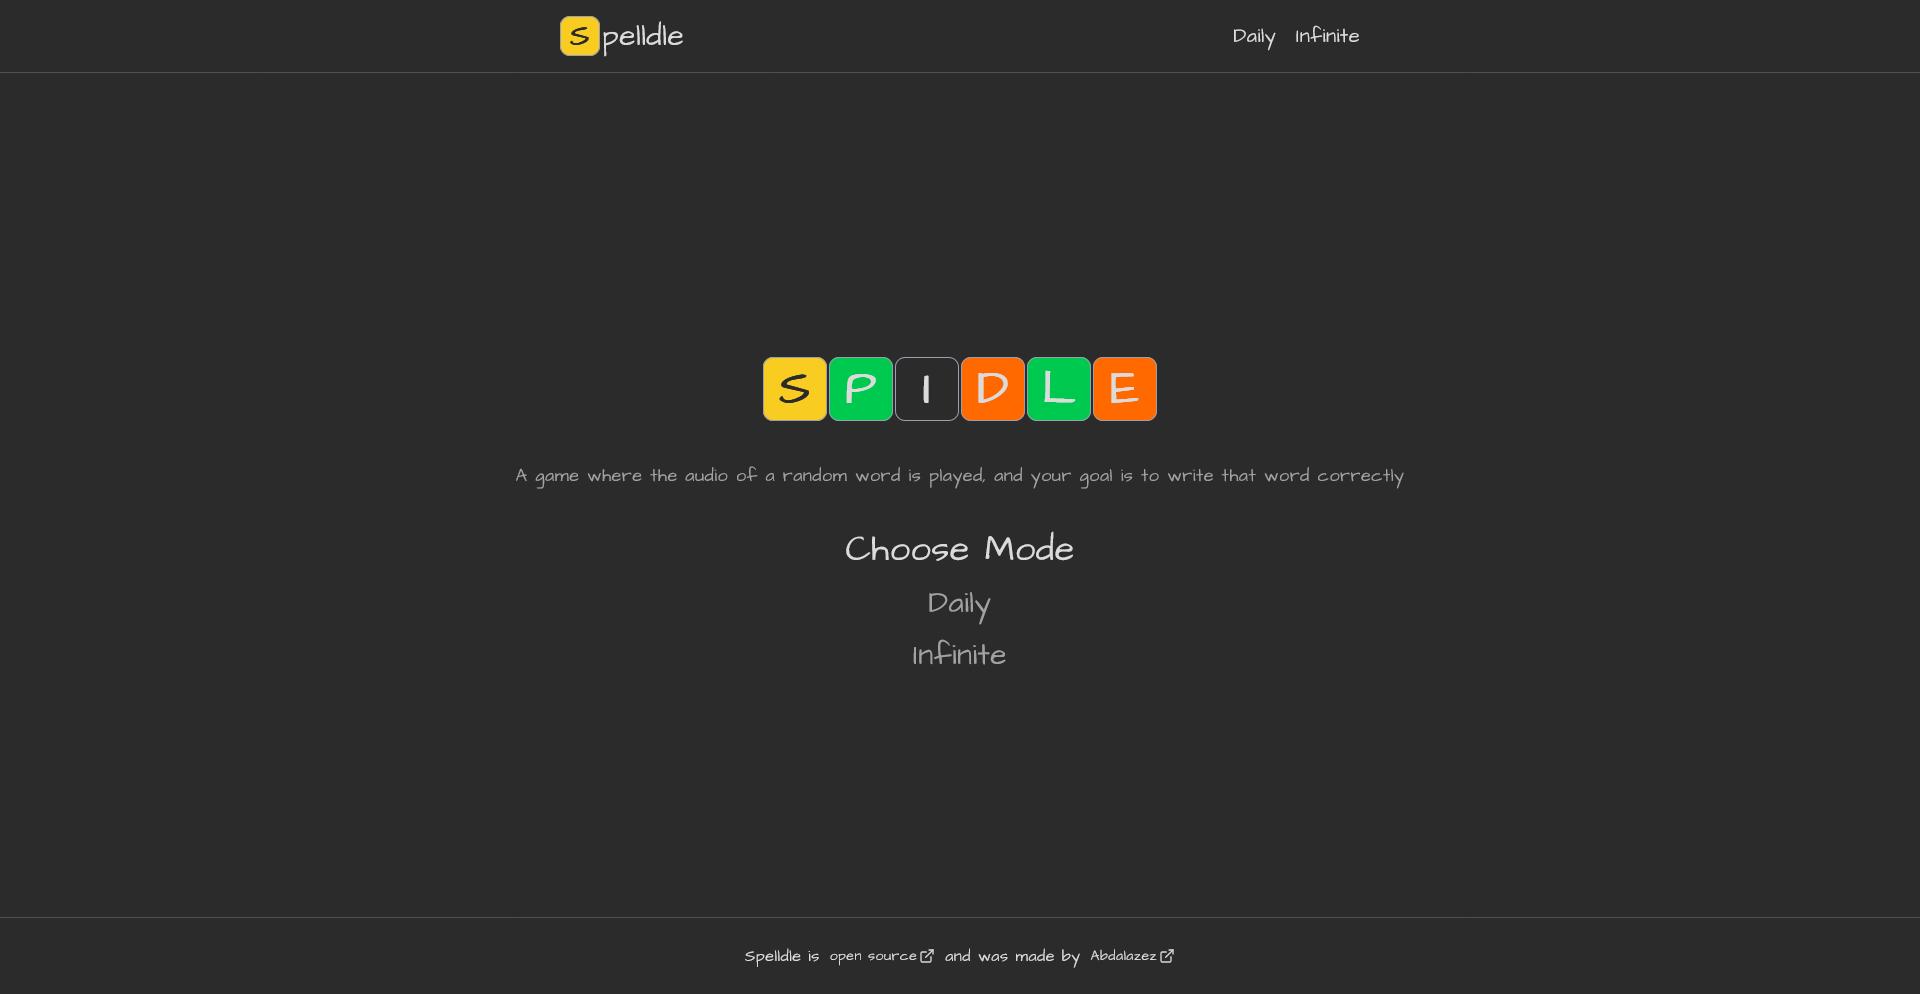 Spelldle
Daily Infinite
SPIDLE
A game where the audio of a random word is played, and your goal is to write that word correctly
Choose Mode
Daily
Infinite
Spelldle is open source and was made by Abdalazez